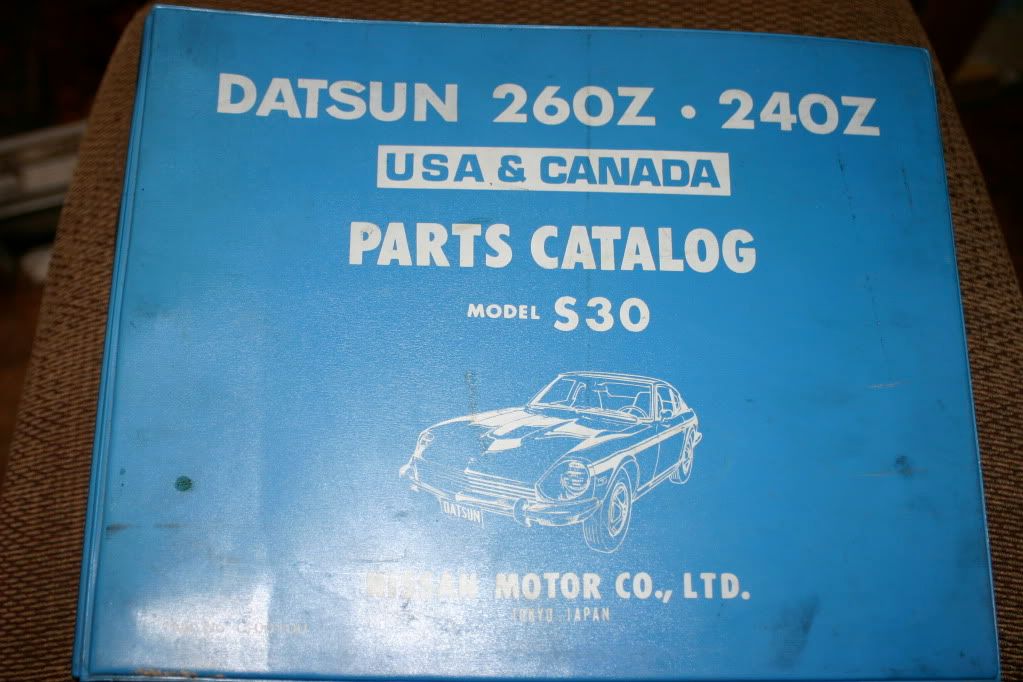 DATSUN 260Z · 240Z
USA & CANADA
PARTS CATALOG
MODEL S30
DATSUN
NISSAN MOTOR CO., LTD.
TOKYO, JAPAN